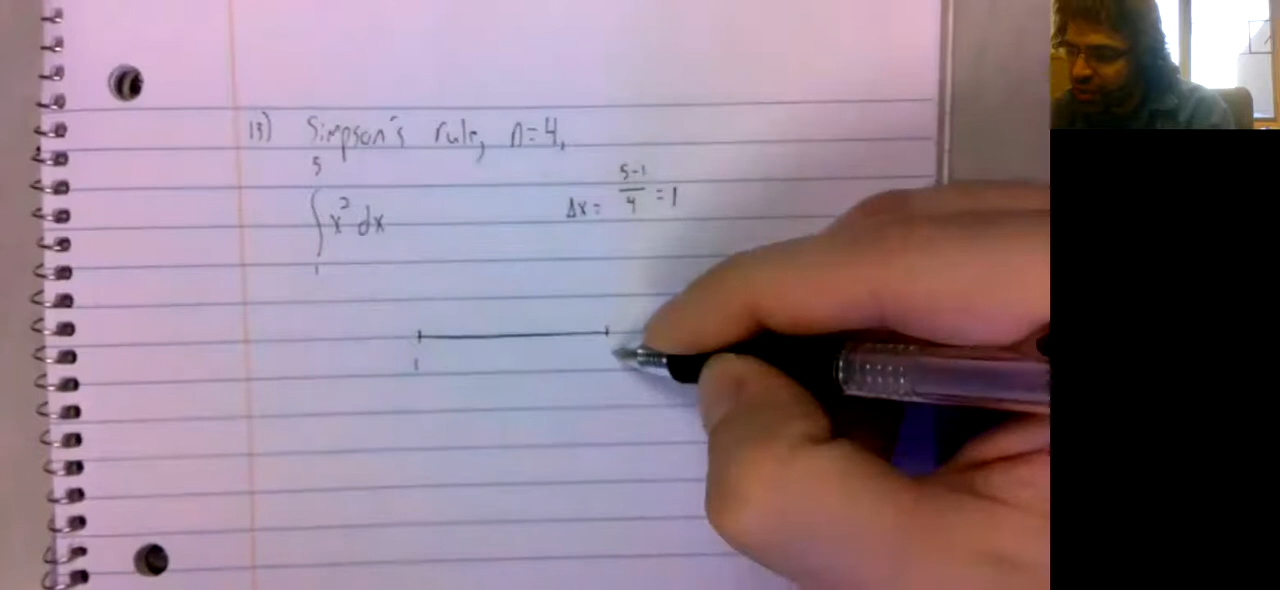 13) Simpson's rule, n=4,
5
∫ x² dx
1
Δx = 5-1/4 = 1
1